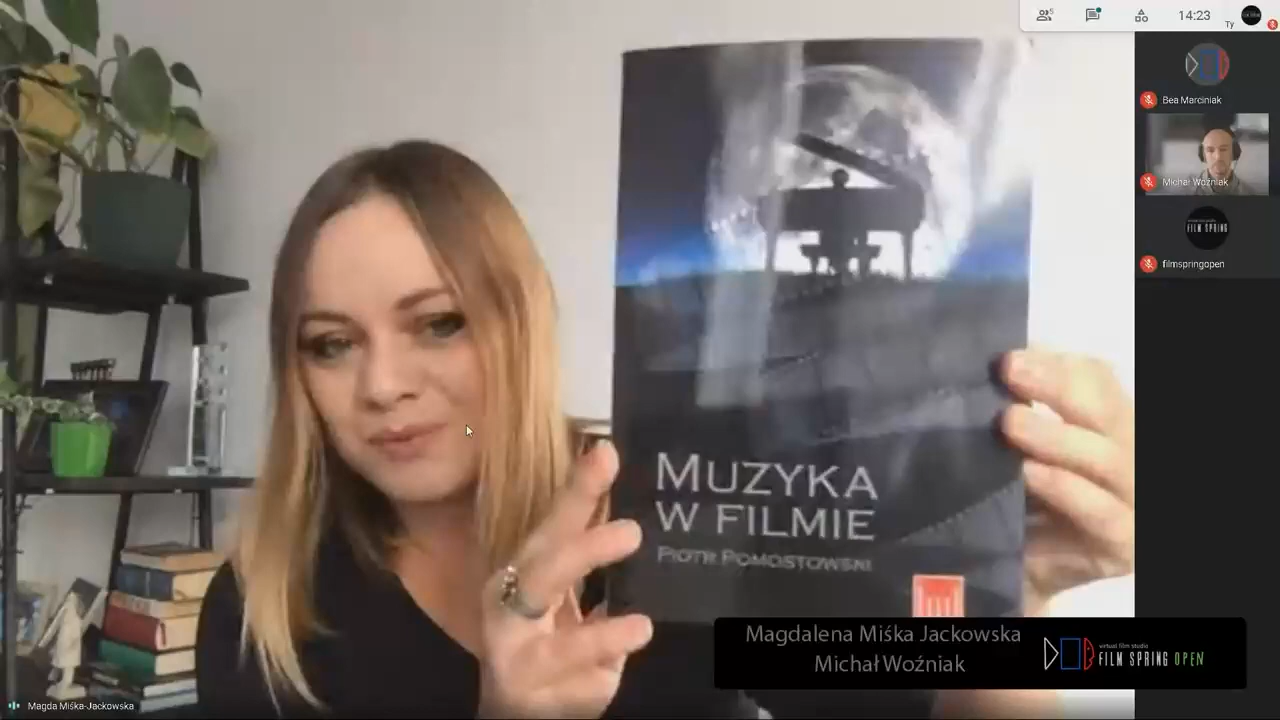 5
14:23
Ty
Bea Marciniak
Michał Woźniak
FILM SPRING
filmspringopen
MUZYKA
W FILMIE
PIOTR POMOSTOWSKI
Magdalena Miśka Jackowska
Michał Woźniak
virtual film studio
FILM SPRING OPEN
Magda Miśka-Jackowska